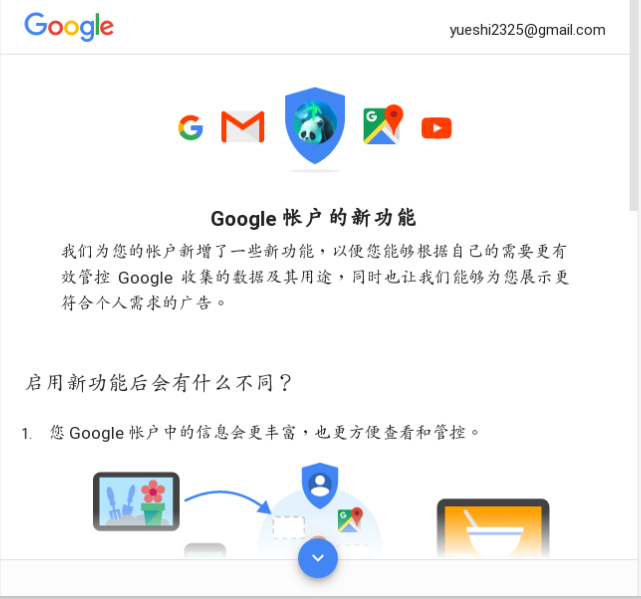 Google
yueshi2325@gmail.com
G
G
Google 帐户的新功能
我们为您的帐户新增了一些新功能，以便您能够根据自己的需要更有
效管控 Google 收集的数据及其用途，同时也让我们能够为您展示更
符合个人需求的广告。
启用新功能后会有什么不同？
1. 您 Google 帐户中的信息会更丰富，也更方便查看和管控。
G